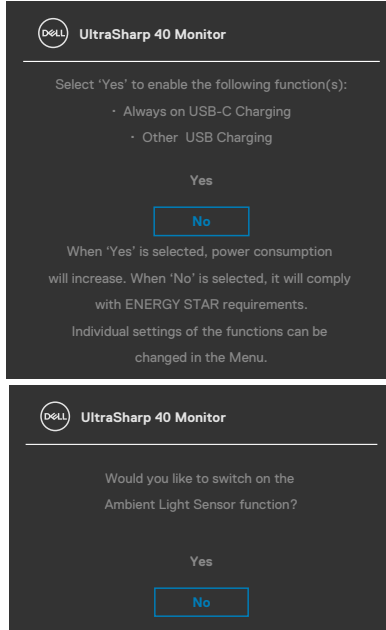 DELL UltraSharp 40 Monitor
Select ‘Yes’ to enable the following function(s):
· Always on USB-C Charging
· Other USB Charging
Yes
No
When ‘Yes’ is selected, power consumption
will increase. When ‘No’ is selected, it will comply
with ENERGY STAR requirements.
Individual settings of the functions can be
changed in the Menu.
DELL UltraSharp 40 Monitor
Would you like to switch on the
Ambient Light Sensor function?
Yes
No